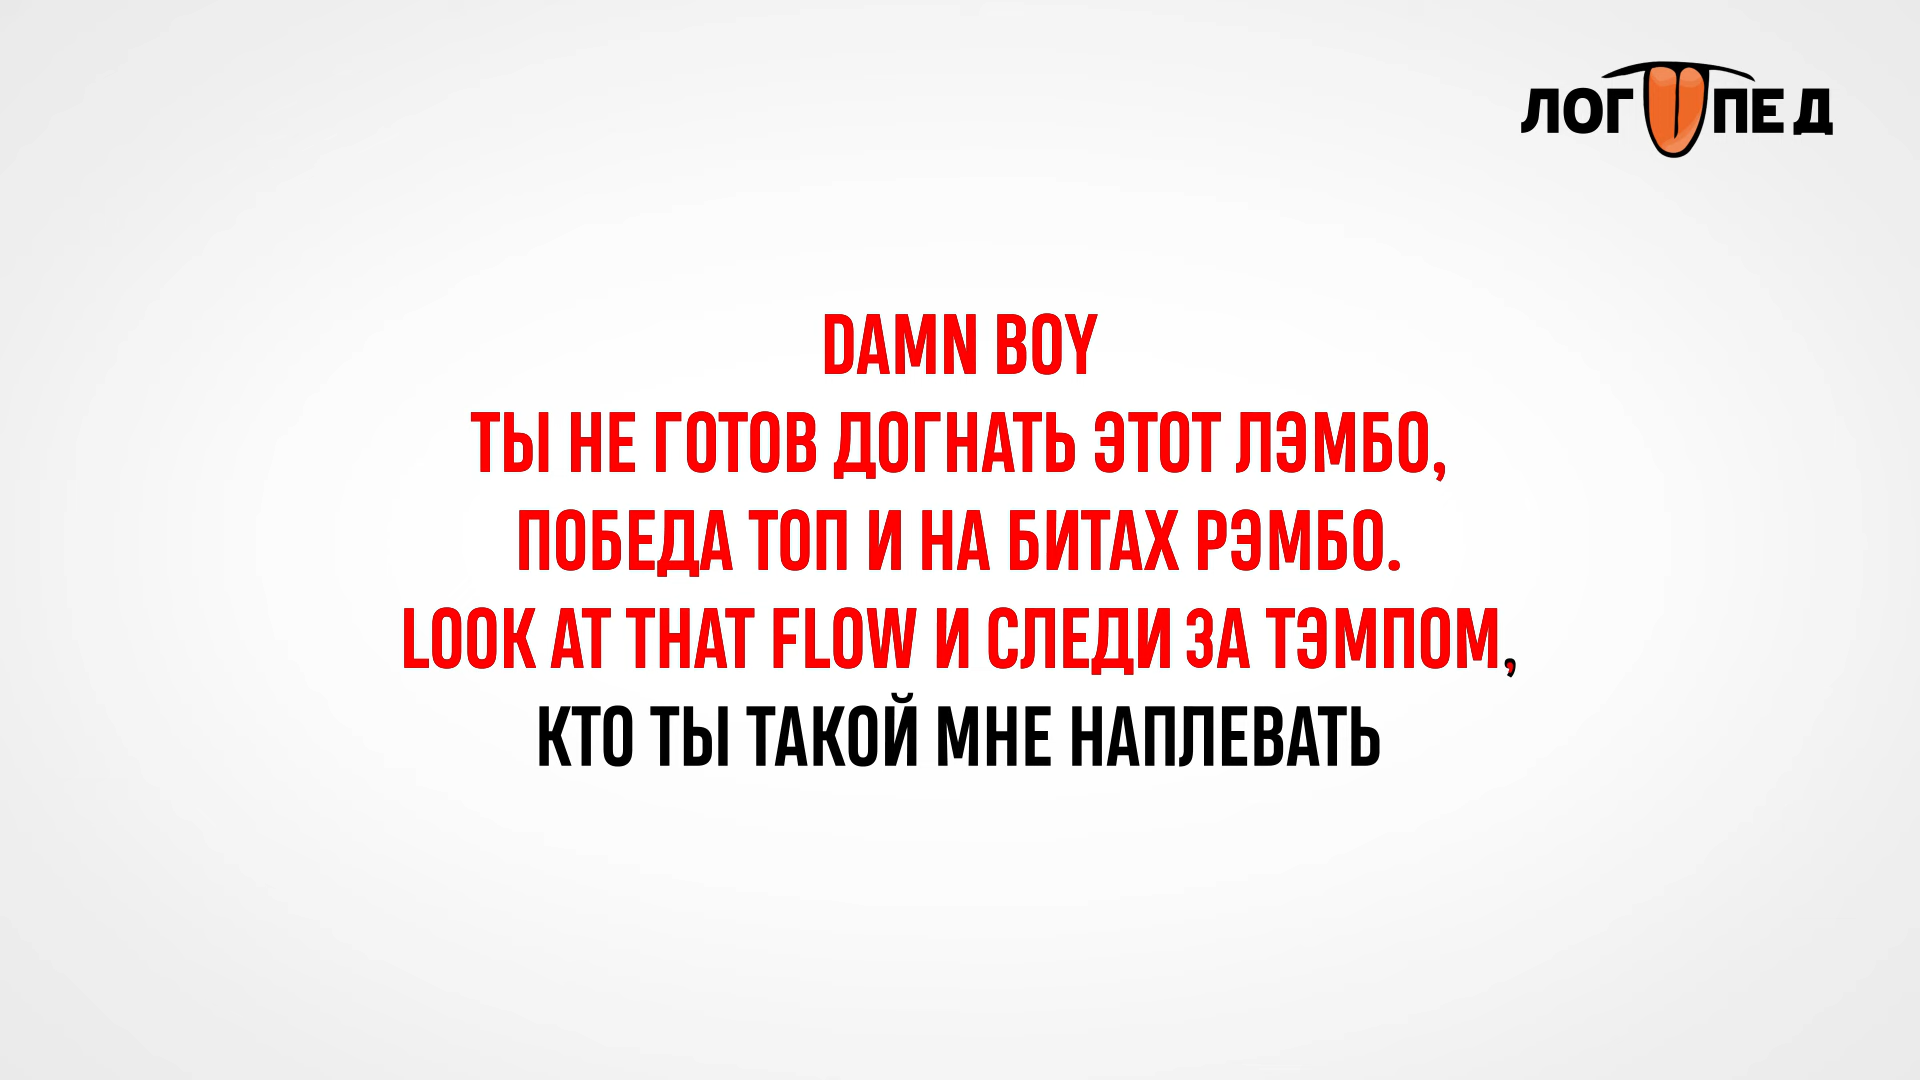 ЛОГОПЕД
DAMN BOY
ТЫ НЕ ГОТОВ ДОГНАТЬ ЭТОТ ЛЭМБО,
ПОБЕДА ТОП И НА БИТАХ РЭМБО.
LOOK AT THAT FLOW И СЛЕДИ ЗА ТЭМПОМ,
КТО ТЫ ТАКОЙ МНЕ НАПЛЕВАТЬ